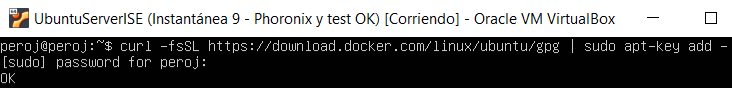 UbuntuServerISE (Instantánea 9 - Phoronix y test OK) [Corriendo] - Oracle VM VirtualBox
peroj@peroj:~$ curl -fsSL https://download.docker.com/linux/ubuntu/gpg | sudo apt-key add -
[sudo] password for peroj:
OK